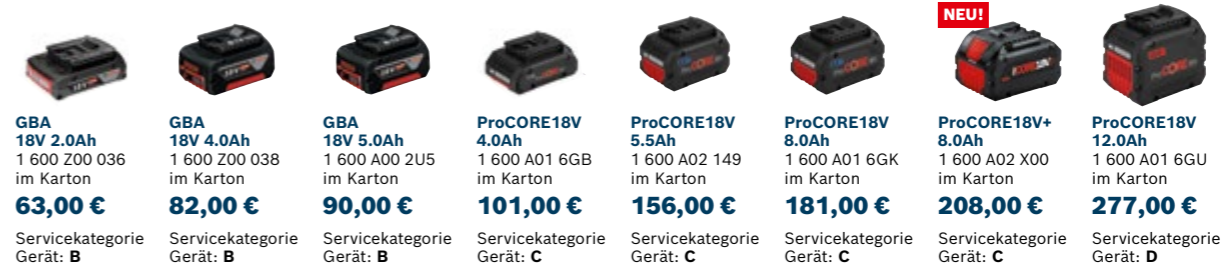 NEU!
GBA
18V 2.0Ah
1 600 Z00 036
im Karton
63,00 €
Servicekategorie
Gerät: B
GBA
18V 4.0Ah
1 600 Z00 038
im Karton
82,00 €
Servicekategorie
Gerät: B
GBA
18V 5.0Ah
1 600 A00 2U5
im Karton
90,00 €
Servicekategorie
Gerät: B
ProCORE18V
4.0Ah
1 600 A01 6GB
im Karton
101,00 €
Servicekategorie
Gerät: C
ProCORE18V
5.5Ah
1 600 A02 149
im Karton
156,00 €
Servicekategorie
Gerät: C
ProCORE18V
8.0Ah
1 600 A01 6GK
im Karton
181,00 €
Servicekategorie
Gerät: C
ProCORE18V+
8.0Ah
1 600 A02 X00
im Karton
208,00 €
Servicekategorie
Gerät: C
ProCORE18V
12.0Ah
1 600 A01 6GU
im Karton
277,00 €
Servicekategorie
Gerät: D